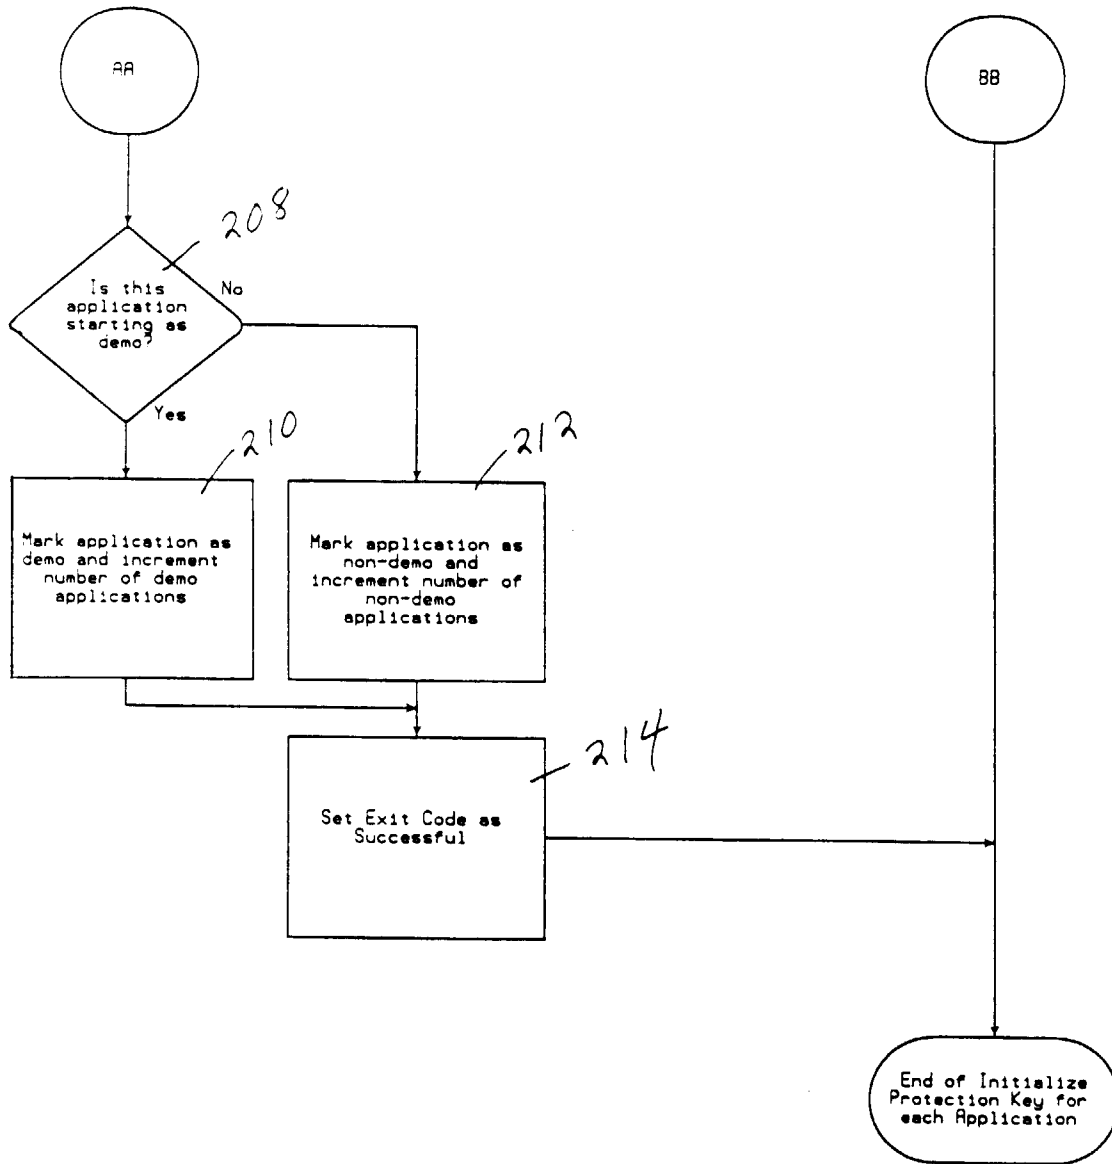 AA
BB
208
Is this
application
starting as
demo?
No
Yes
210
212
Mark application as
demo and increment
number of demo
applications
Mark application as
non-demo and
increment number of
non-demo
applications
214
Set Exit Code as
Successful
End of Initialize
Protection Key for
each Application